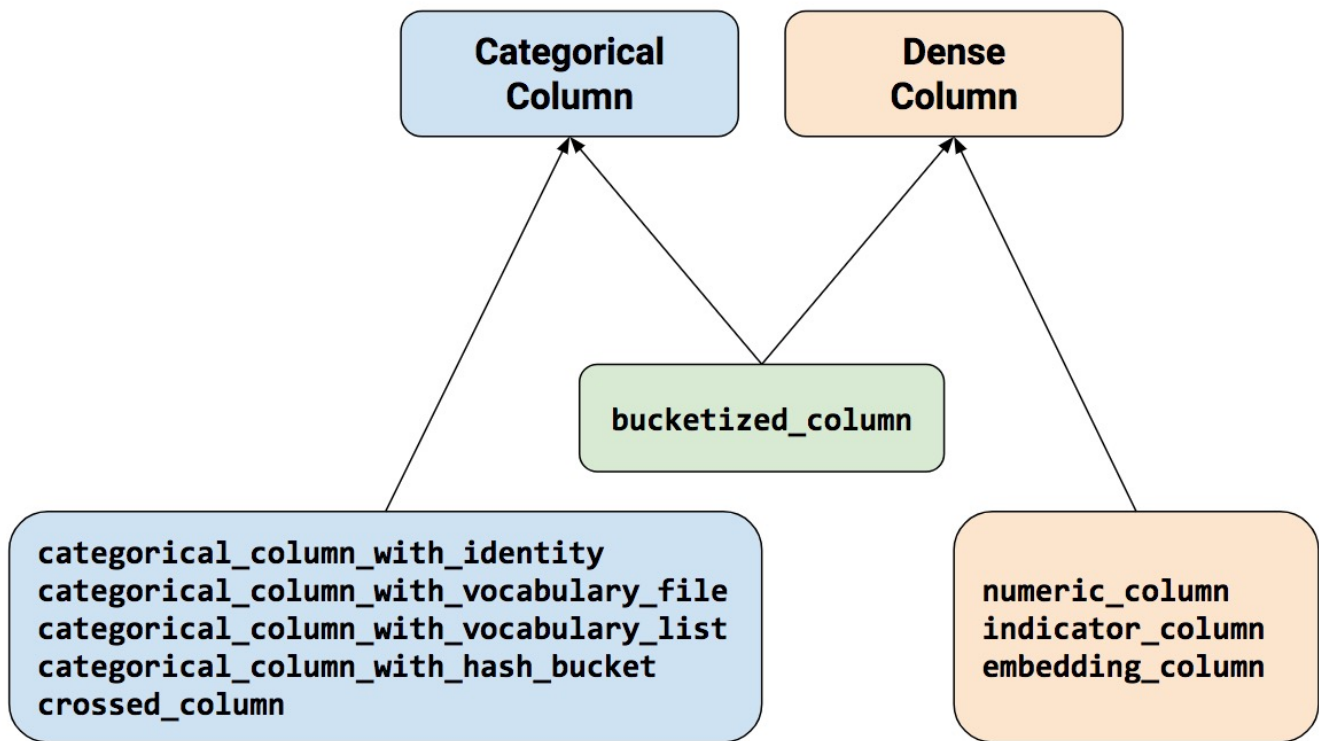 Categorical
Column
Dense
Column
bucketized_column
categorical_column_with_identity
categorical_column_with_vocabulary_file
categorical_column_with_vocabulary_list
categorical_column_with_hash_bucket
crossed_column
numeric_column
indicator_column
embedding_column